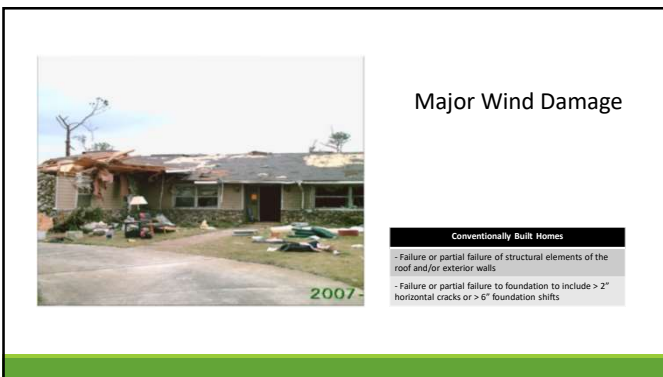 Major Wind Damage
2007-
Conventionally Built Homes
- Failure or partial failure of structural elements of the
roof and/or exterior walls
- Failure or partial failure to foundation to include > 2”
horizontal cracks or > 6” foundation shifts